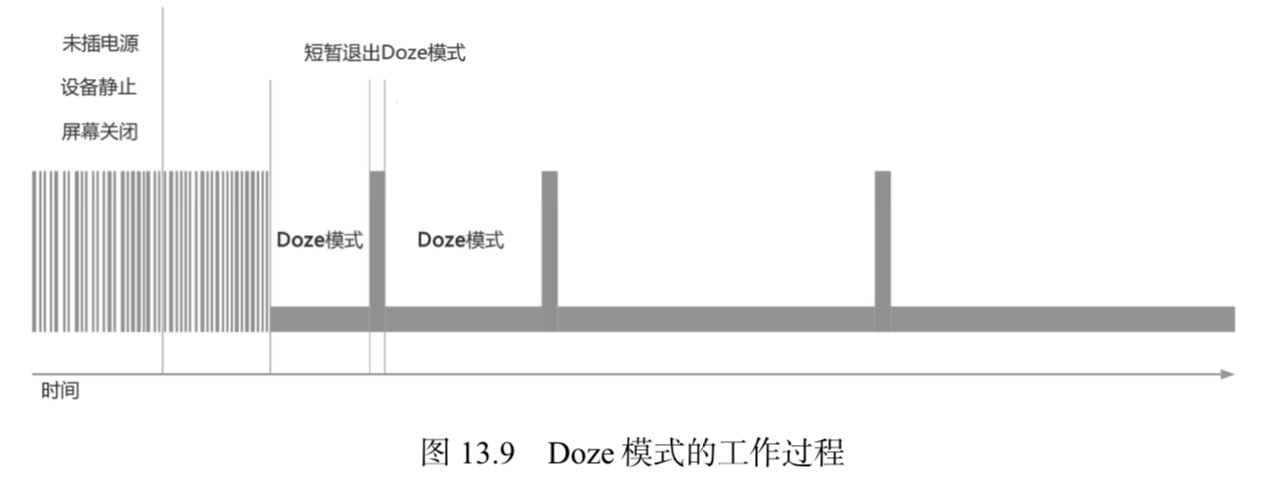 未插电源
设备静止
屏幕关闭
短暂退出Doze模式
Doze模式
Doze模式
时间
图 13.9 Doze 模式的工作过程